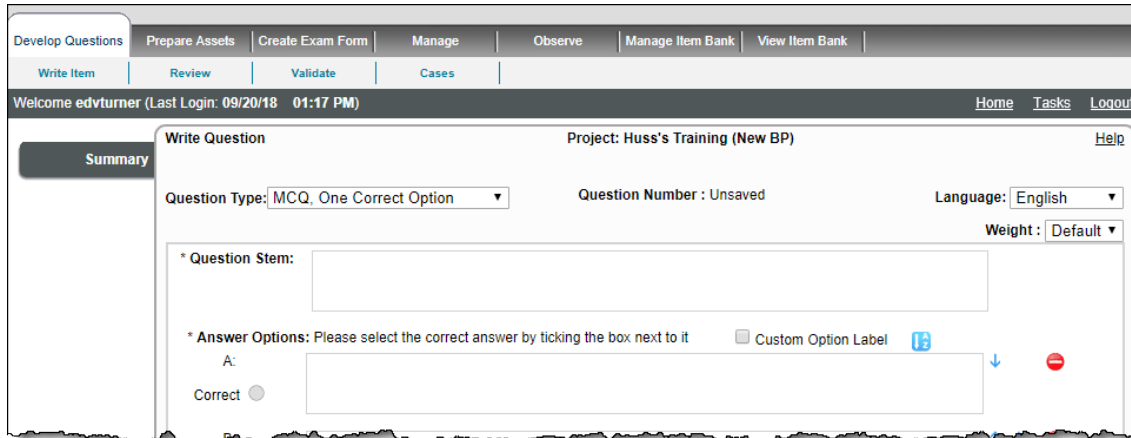 Develop Questions Prepare Assets Create Exam Form Manage Observe Manage Item Bank View Item Bank
Write Item Review Validate Cases
Welcome edvturner (Last Login: 09/20/18 01:17 PM) Home Tasks Logout
Summary
Write Question Project: Huss's Training (New BP) Help
Question Type: MCQ, One Correct Option Question Number : Unsaved Language: English
Weight : Default
* Question Stem:
* Answer Options: Please select the correct answer by ticking the box next to it Custom Option Label
A:
Correct